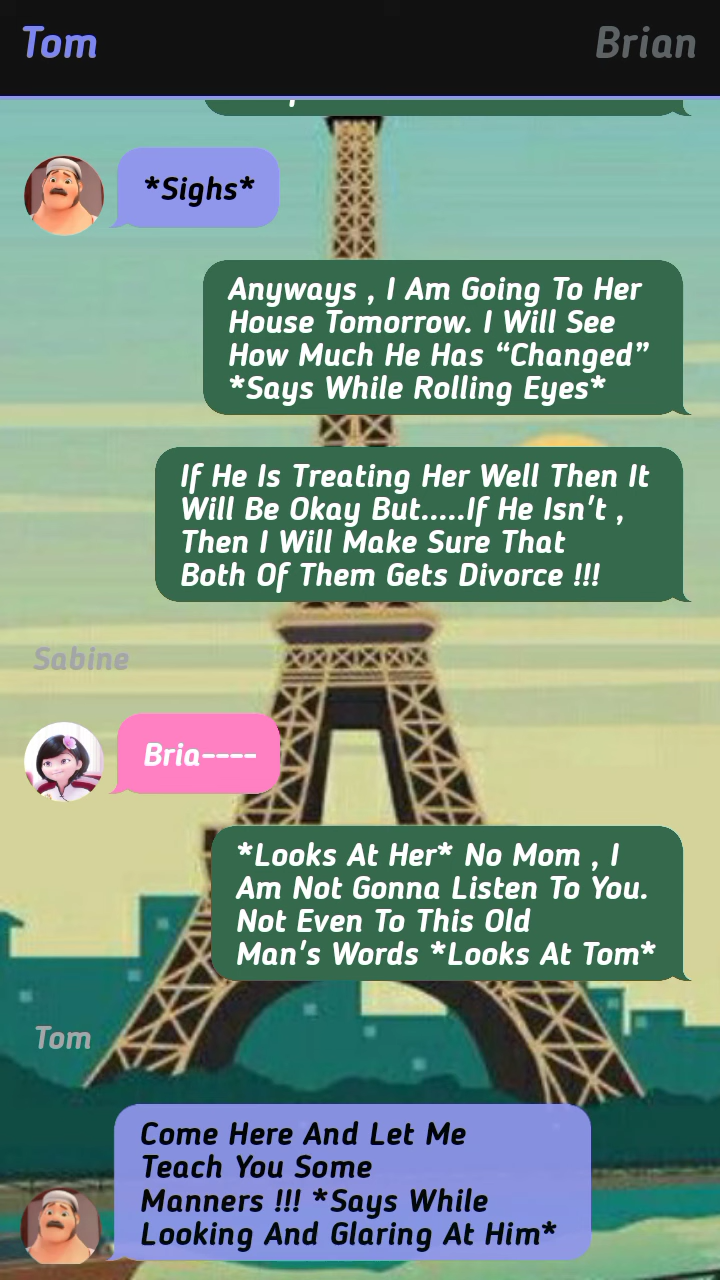 Tom
Brian
*Sighs*
Anyways , I Am Going To Her
House Tomorrow. I Will See
How Much He Has “Changed”
*Says While Rolling Eyes*
If He Is Treating Her Well Then It
Will Be Okay But.....If He Isn't ,
Then I Will Make Sure That
Both Of Them Gets Divorce !!!
Sabine
Bria----
*Looks At Her* No Mom , I
Am Not Gonna Listen To You.
Not Even To This Old
Man's Words *Looks At Tom*
Tom
Come Here And Let Me
Teach You Some
Manners !!! *Says While
Looking And Glaring At Him*